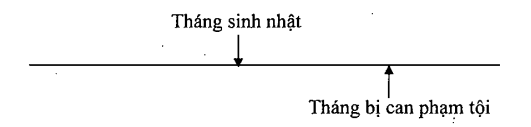 Tháng sinh nhật
Tháng bị can phạm tội